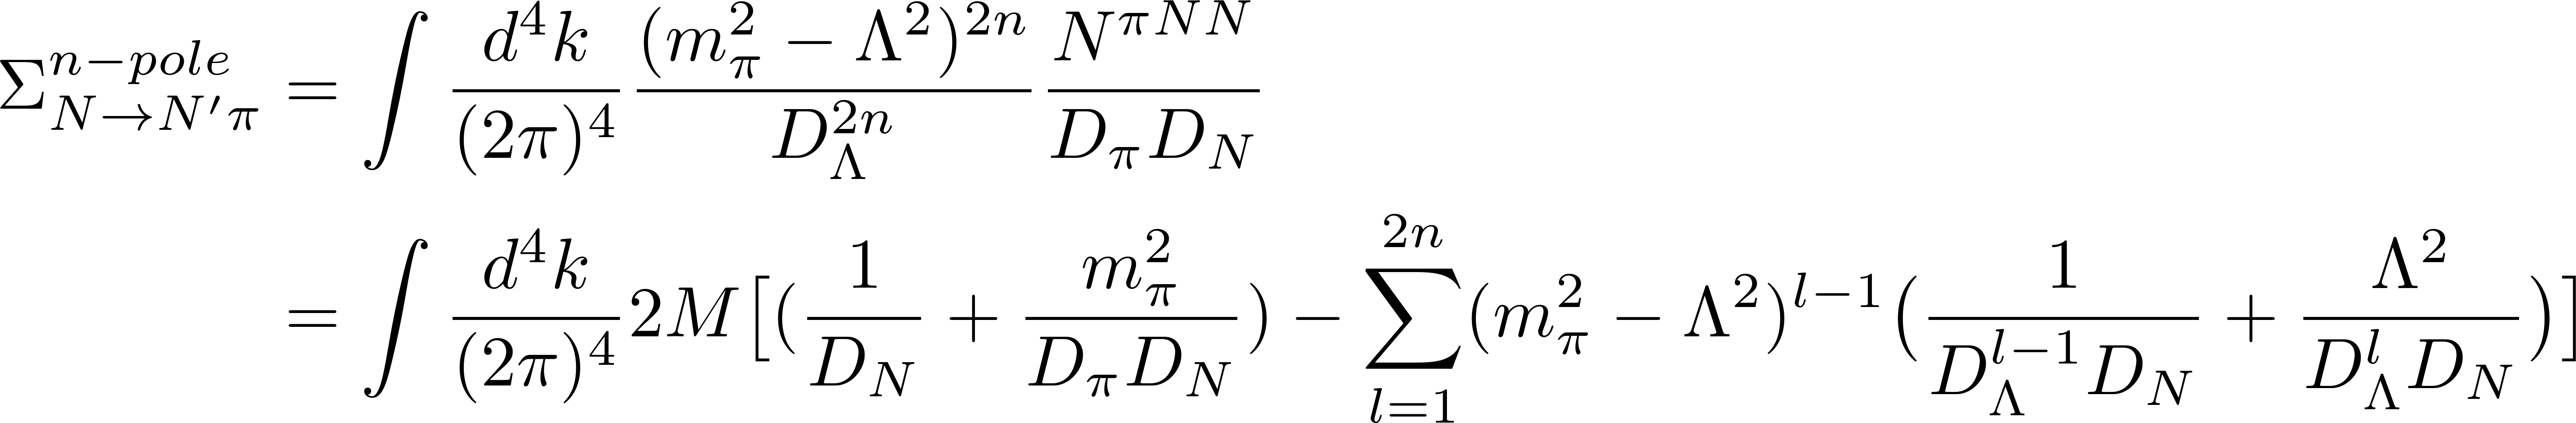 \Sigma_{N\to N'\pi}^{n-pole} = \int \frac{d^4k}{(2\pi)^4} \frac{(m_\pi^2 - \Lambda^2)^{2n}}{D_\Lambda^{2n}} \frac{N^{\pi NN}}{D_\pi D_N}
= \int \frac{d^4k}{(2\pi)^4} 2M \big[ ( \frac{1}{D_N} + \frac{m_\pi^2}{D_\pi D_N} ) - \sum_{l=1}^{2n} (m_\pi^2 - \Lambda^2)^{l-1} \big( \frac{1}{D_\Lambda^{l-1} D_N} + \frac{\Lambda^2}{D_\Lambda^l D_N} \big) ]